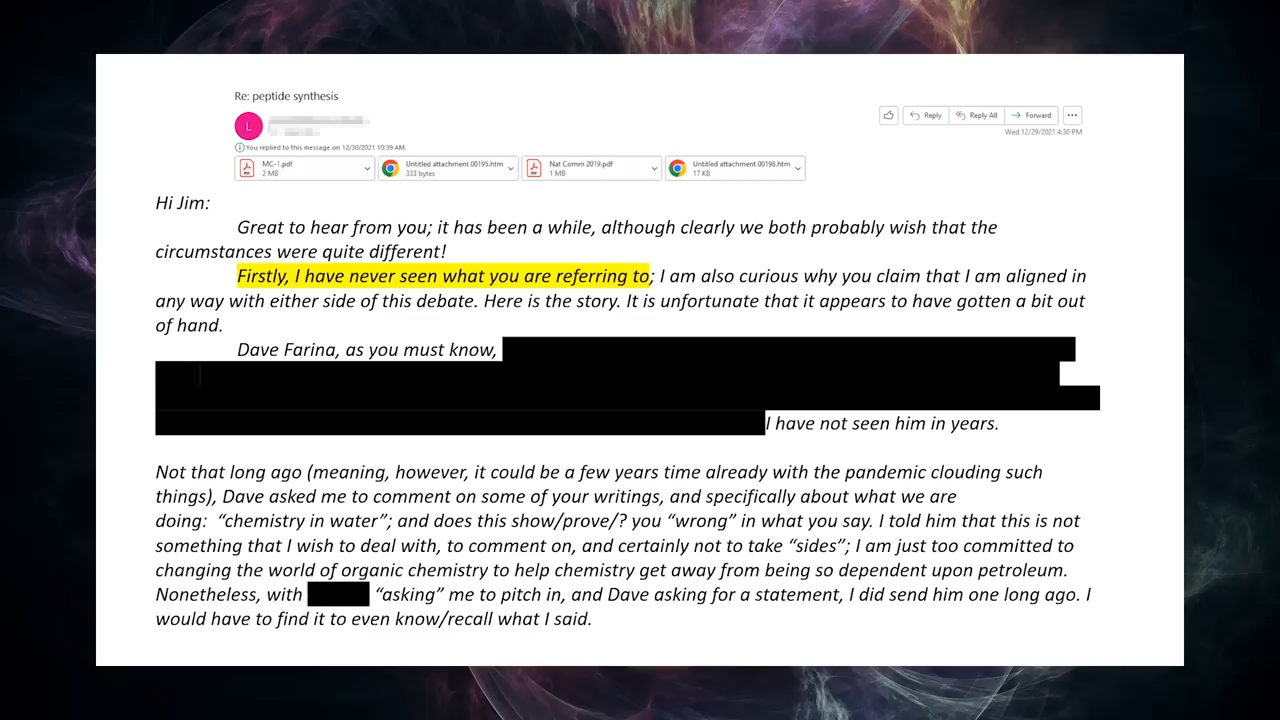 Re: peptide synthesis
L
Reply
Reply All
Forward
Wed 12/29/2021 4:30 PM
You replied to this message on 12/30/2021 10:39 AM.
MC-1.pdf
2 MB
Untitled attachment 00195.htm
333 bytes
Nat Comm 2019.pdf
1 MB
Untitled attachment 00198.htm
17 KB
Hi Jim:
Great to hear from you; it has been a while, although clearly we both probably wish that the
circumstances were quite different!
Firstly, I have never seen what you are referring to; I am also curious why you claim that I am aligned in
any way with either side of this debate. Here is the story. It is unfortunate that it appears to have gotten a bit out
of hand.
Dave Farina, as you must know,
I have not seen him in years.
Not that long ago (meaning, however, it could be a few years time already with the pandemic clouding such
things), Dave asked me to comment on some of your writings, and specifically about what we are
doing: “chemistry in water”; and does this show/prove/? you “wrong” in what you say. I told him that this is not
something that I wish to deal with, to comment on, and certainly not to take “sides”; I am just too committed to
changing the world of organic chemistry to help chemistry get away from being so dependent upon petroleum.
Nonetheless, with “asking” me to pitch in, and Dave asking for a statement, I did send him one long ago. I
would have to find it to even know/recall what I said.